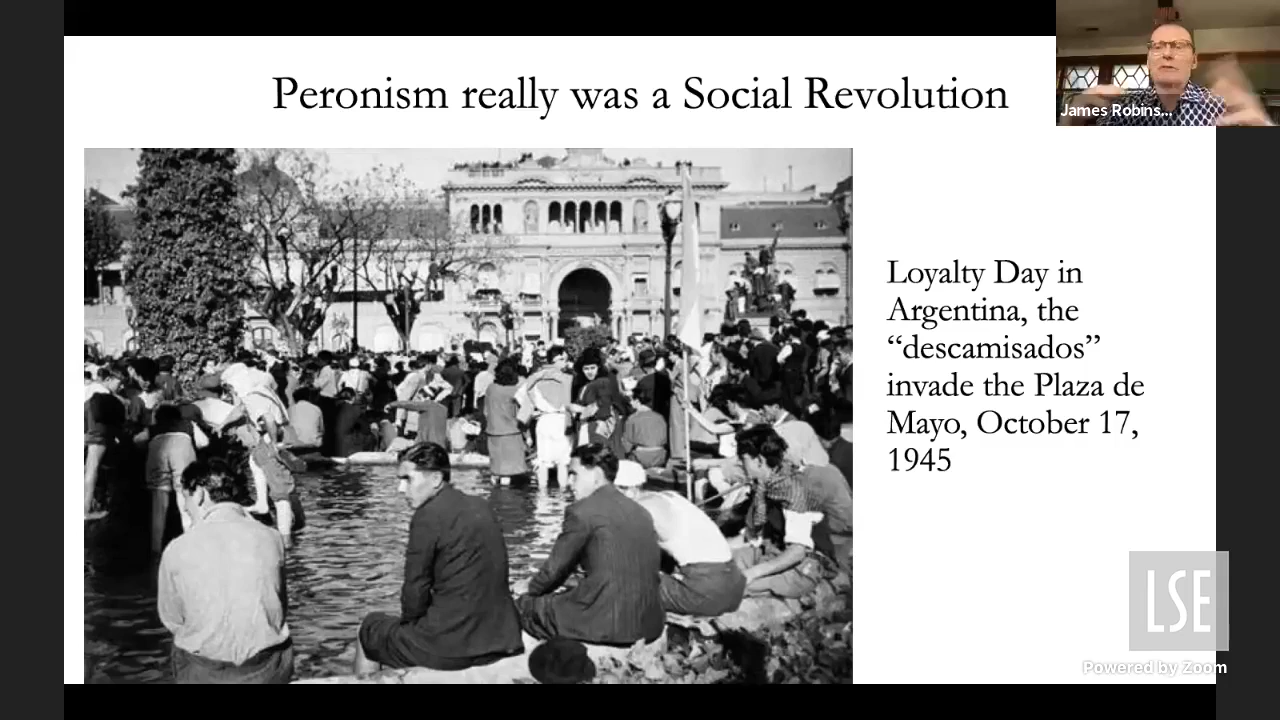 Peronism really was a Social Revolution
James Robins...
Loyalty Day in
Argentina, the
“descamisados”
invade the Plaza de
Mayo, October 17,
1945
LSE
Powered by Zoom